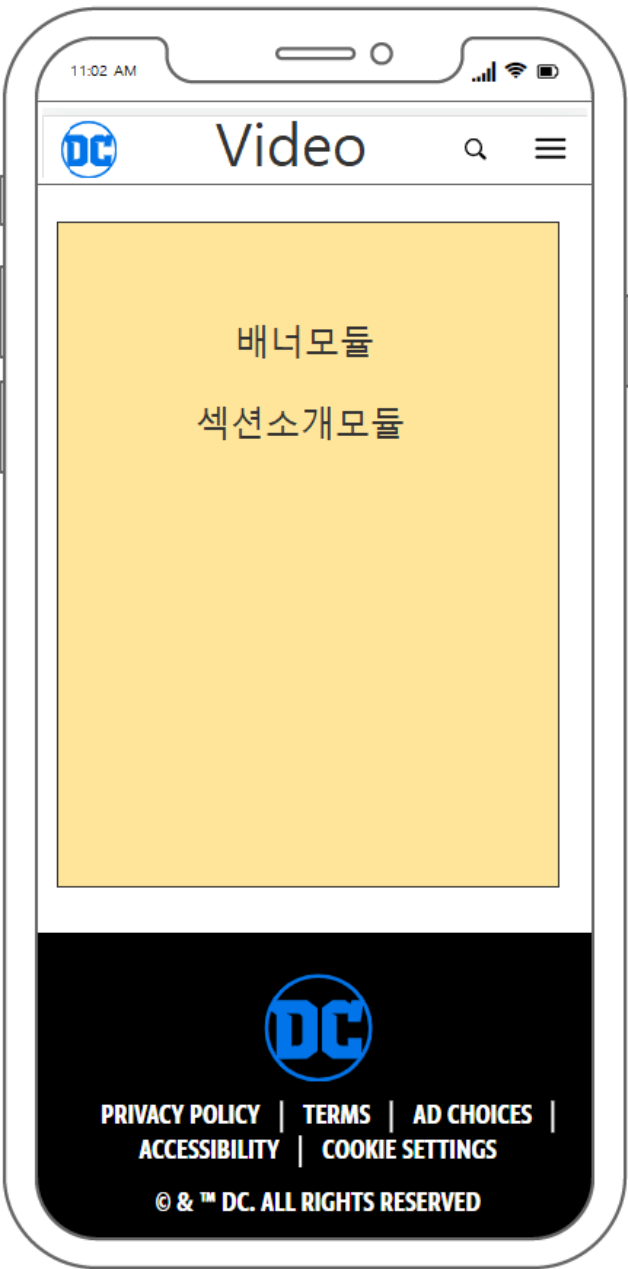 11:02 AM
DC Video
배너모듈
섹션소개모듈
DC
PRIVACY POLICY | TERMS | AD CHOICES |
ACCESSIBILITY | COOKIE SETTINGS
© & ™ DC. ALL RIGHTS RESERVED